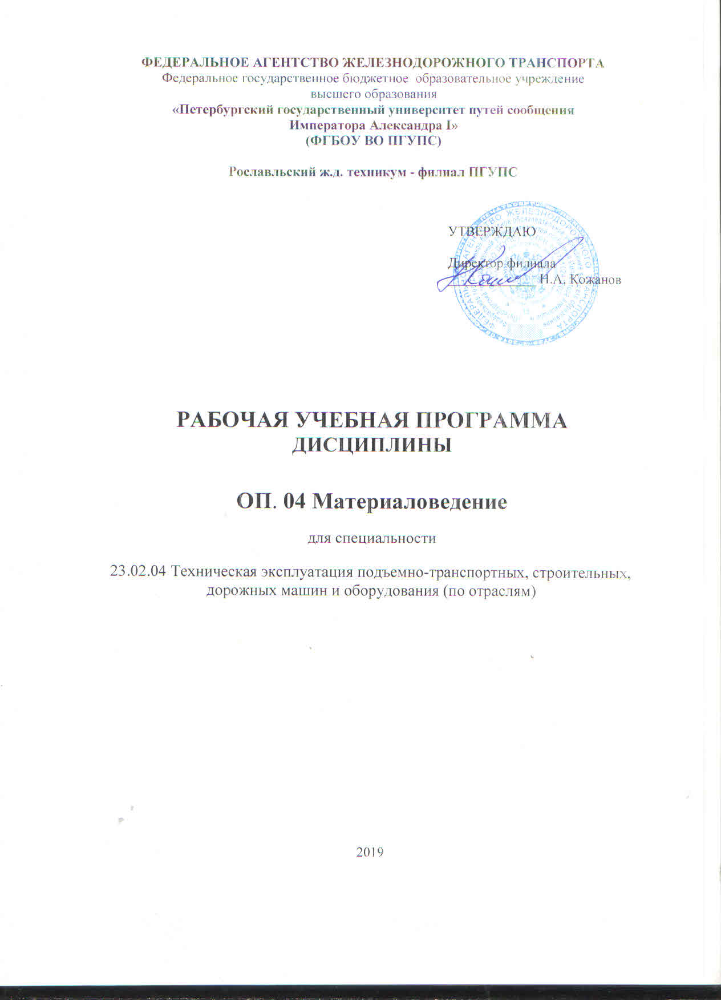 ФЕДЕРАЛЬНОЕ АГЕНТСТВО ЖЕЛЕЗНОДОРОЖНОГО ТРАНСПОРТА
Федеральное государственное бюджетное образовательное учреждение
высшего образования
«Петербургский государственный университет путей сообщения
Императора Александра I»
(ФГБОУ ВО ПГУПС)
Рославльский ж.д. техникум - филиал ПГУПС
УТВЕРЖДАЮ
Директор филиала
Н.А. Кожанов
РАБОЧАЯ УЧЕБНАЯ ПРОГРАММА
ДИСЦИПЛИНЫ
ОП. 04 Материаловедение
для специальности
23.02.04 Техническая эксплуатация подъемно-транспортных, строительных,
дорожных машин и оборудования (по отраслям)
2019